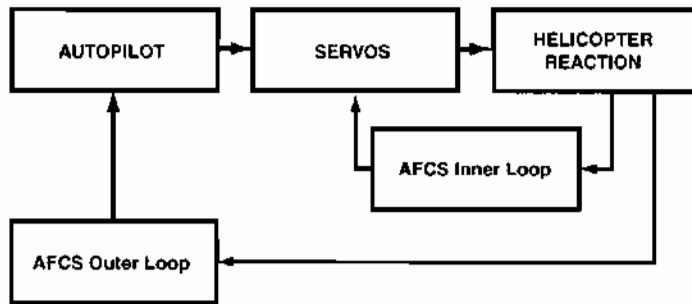 AUTOPILOT
SERVOS
HELICOPTER
REACTION
AFCS Inner Loop
AFCS Outer Loop